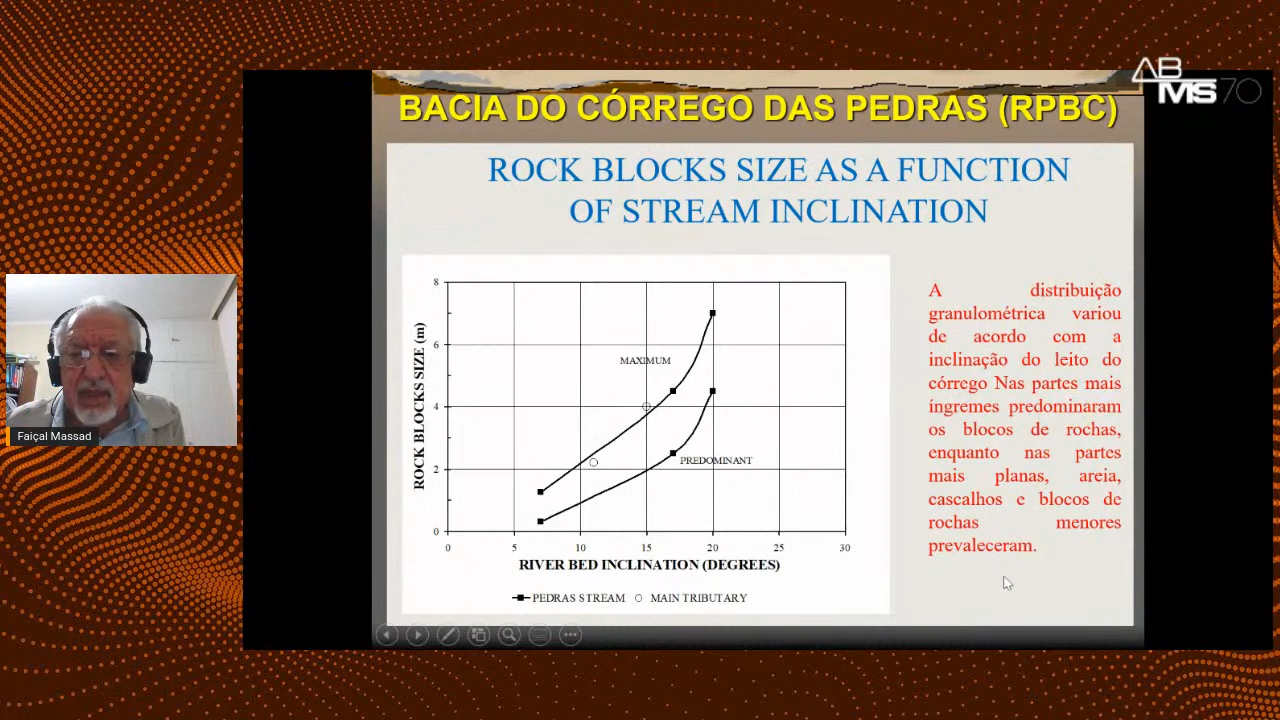 AB
MS70
BACIA DO CÓRREGO DAS PEDRAS (RPBC)
ROCK BLOCKS SIZE AS A FUNCTION
OF STREAM INCLINATION
ROCK BLOCKS SIZE (m)
8
6
4
2
0
MAXIMUM
PREDOMINANT
0 5 10 15 20 25 30
RIVER BED INCLINATION (DEGREES)
PEDRAS STREAM MAIN TRIBUTARY
A distribuição
granulométrica variou
de acordo com a
inclinação do leito do
córrego Nas partes mais
íngremes predominaram
os blocos de rochas,
enquanto nas partes
mais planas, areia,
cascalhos e blocos de
rochas menores
prevaleceram.
Faiçal Massad